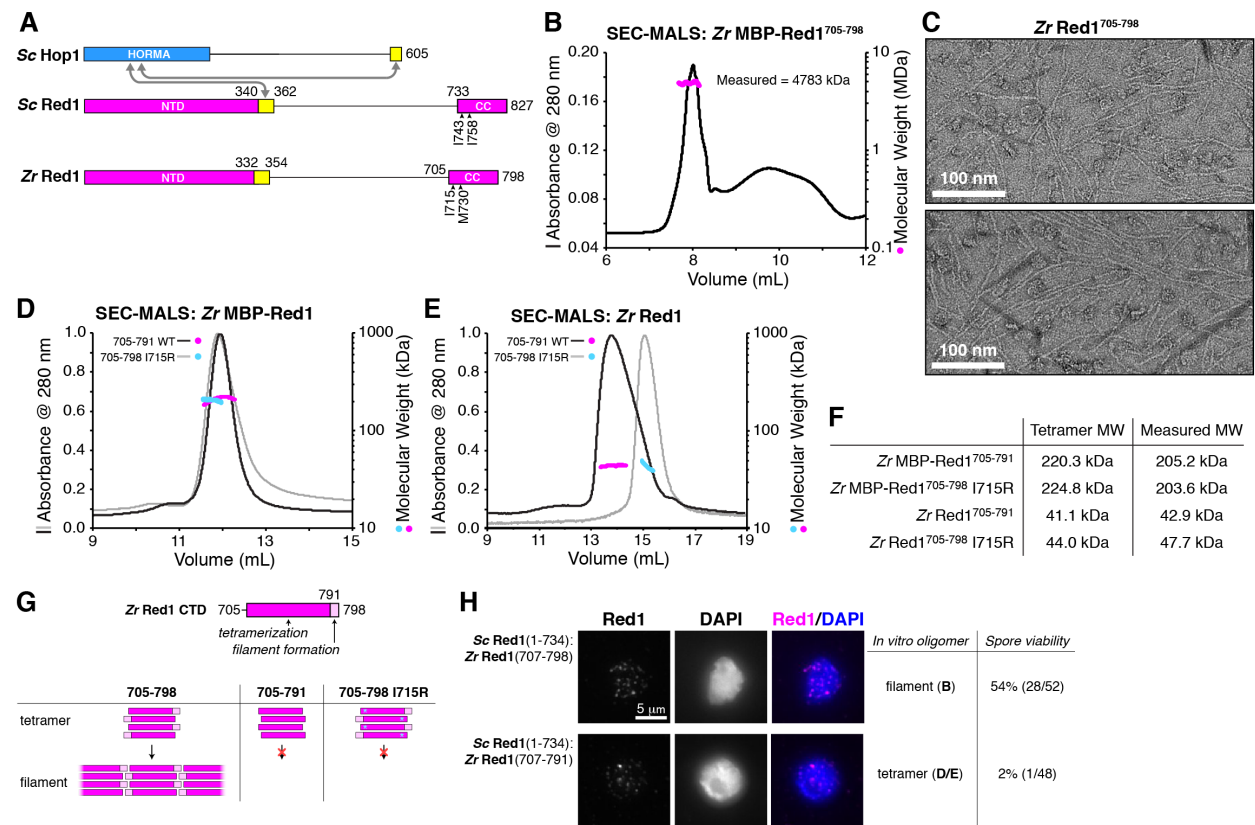 A
Sc Hop1
HORMA
605
340
362
733
Sc Red1
NTD
CC
827
I743
I758
332
354
705
Zr Red1
NTD
CC
798
I715
M730
B
SEC-MALS: Zr MBP-Red1705-798
Absorbance @ 280 nm
0.20
0.16
0.12
0.08
0.04
Measured = 4783 kDa
10
1
0.1
Molecular Weight (MDa)
6
8
10
12
Volume (mL)
C
Zr Red1705-798
100 nm
100 nm
D
SEC-MALS: Zr MBP-Red1
705-791 WT
705-798 I715R
Absorbance @ 280 nm
1.0
0.8
0.6
0.4
0.2
0.0
1000
100
10
Molecular Weight (kDa)
9
11
13
15
Volume (mL)
E
SEC-MALS: Zr Red1
705-791 WT
705-798 I715R
Absorbance @ 280 nm
1.0
0.8
0.6
0.4
0.2
0.0
1000
100
10
Molecular Weight (kDa)
9
11
13
15
17
19
Volume (mL)
F
Tetramer MW Measured MW
Zr MBP-Red1705-791 220.3 kDa 205.2 kDa
Zr MBP-Red1705-798 I715R 224.8 kDa 203.6 kDa
Zr Red1705-791 41.1 kDa 42.9 kDa
Zr Red1705-798 I715R 44.0 kDa 47.7 kDa
G
791
Zr Red1 CTD 705 798
tetramerization
filament formation
705-798 705-791 705-798 I715R
tetramer
filament
H
Red1 DAPI Red1/DAPI
In vitro oligomer Spore viability
Sc Red1(1-734):
Zr Red1(707-798)
5 µm
filament (B) 54% (28/52)
Sc Red1(1-734):
Zr Red1(707-791)
tetramer (D/E) 2% (1/48)